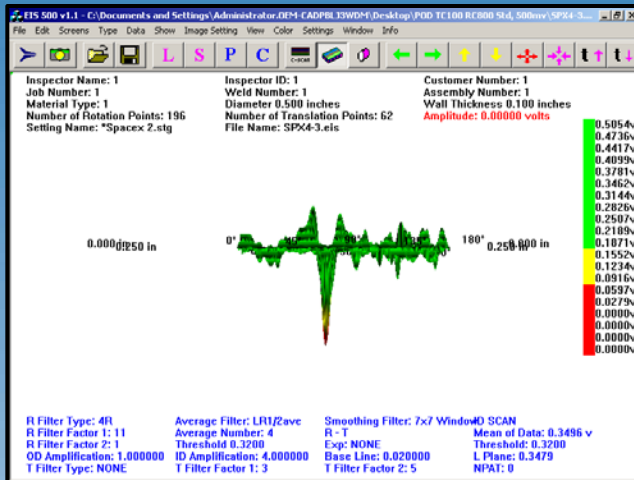 EIS 500 v1.1 - C:\Documents and Settings\Administrator.OEM-CADPBL33WDM\Desktop\POD TC100 RC800 Std, 500mv\SPX4-3....
File Edit Screens Type Data Show Image Setting View Color Settings Window Info
L S P C C-SCAN t t
Inspector Name: 1 Inspector ID: 1 Customer Number: 1
Job Number: 1 Weld Number: 1 Assembly Number: 1
Material Type: 1 Diameter 0.500 inches Wall Thickness 0.100 inches
Number of Rotation Points: 196 Number of Translation Points: 62 Amplitude: 0.00000 volts
Setting Name: *Spacex 2.stg File Name: SPX4-3.eis
0.5054v
0.4736v
0.4417v
0.4099v
0.3781v
0.3462v
0.3144v
0.2826v
0.2507v
0.2189v
0.1871v
0.1552v
0.1234v
0.0916v
0.0597v
0.0279v
0.0000v
0.0000v
0.0000v
0.0000v
0.000 in 0.250 in 0° 180° 0.250 in 0.000 in
R Filter Type: 4R Average Filter: LR1/2ave Smoothing Filter: 7x7 Window ID SCAN
R Filter Factor 1: 11 Average Number: 4 R - T Mean of Data: 0.3496 v
R Filter Factor 2: 1 Threshold 0.3200 Exp: NONE Threshold: 0.3200
OD Amplification: 1.000000 ID Amplification: 4.000000 Base Line: 0.020000 L Plane: 0.3479
T Filter Type: NONE T Filter Factor 1: 3 T Filter Factor 2: 5 NPAT: 0